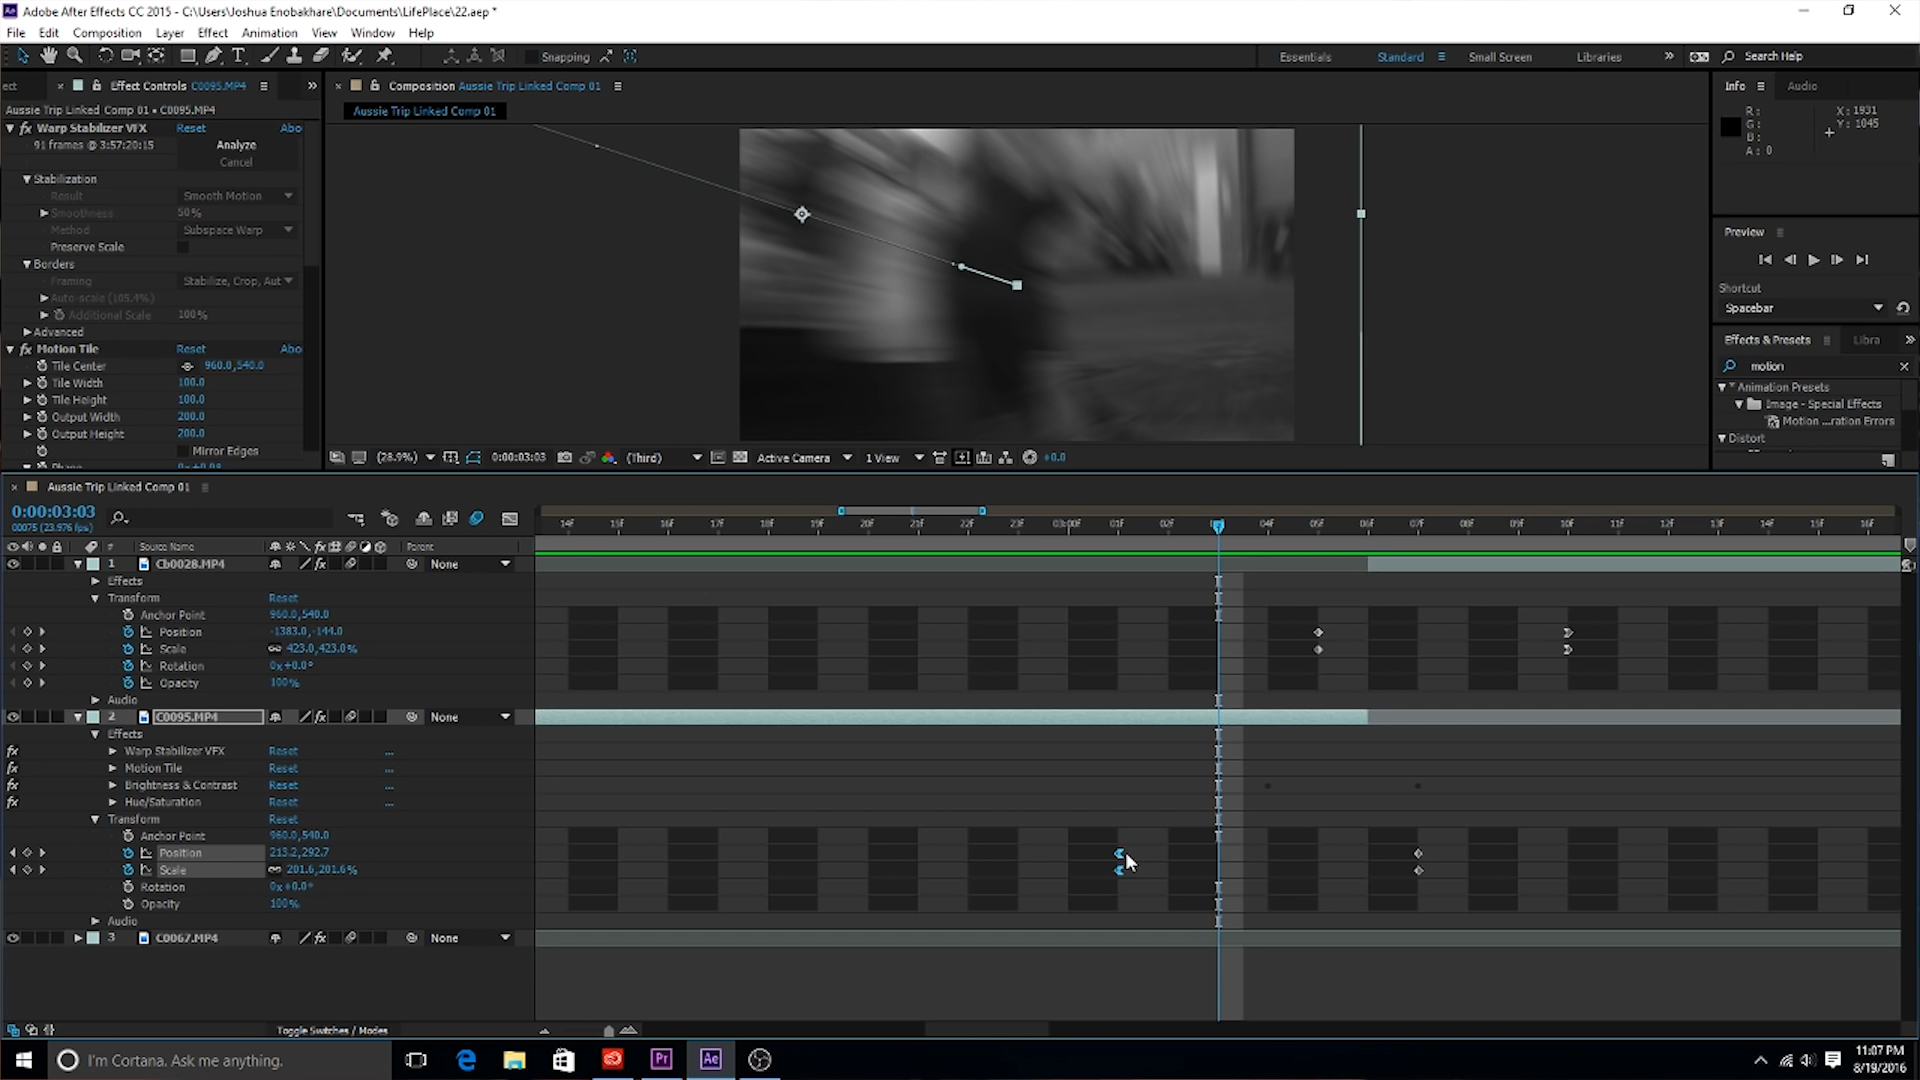 Adobe After Effects CC 2015 - C:\Users\Joshua Enobakhare\Documents\LifePlace\22.aep *
File Edit Composition Layer Effect Animation View Window Help
Snapping Essentials Standard Small Screen Libraries Search Help
ect Effect Controls C0095.MP4
Aussie Trip Linked Comp 01 • C0095.MP4
fx Warp Stabilizer VFX Reset Abo
91 frames @ 3:57:20:15 Analyze
Cancel
Stabilization
Result Smooth Motion
Smoothness 50%
Method Subspace Warp
Preserve Scale
Borders
Framing Stabilize, Crop, Aut
Auto-scale (105.4%)
Additional Scale 100%
Advanced
fx Motion Tile Reset Abo
Tile Center 960.0,540.0
Tile Width 100.0
Tile Height 100.0
Output Width 200.0
Output Height 200.0
Mirror Edges
Composition Aussie Trip Linked Comp 01
Aussie Trip Linked Comp 01
(28.9%) 0:00:03:03 (Third) Active Camera 1 View +0.0
Info Audio
R: X: 1931
G: Y: 1045
B:
A: 0
Preview
Shortcut
Spacebar
Effects & Presets Libra
motion
* Animation Presets
Image - Special Effects
Motion ...ration Errors
Distort
Aussie Trip Linked Comp 01
0:00:03:03
00075 (23.976 fps)
14F 15F 16F 17F 18F 19F 20F 21F 22F 23F 03:00F 01F 02F 04F 05F 06F 07F 08F 09F 10F 11F 12F 13F 14F 15F 16F
# Source Name Parent
1 Cb0028.MP4 None
Effects
Transform Reset
Anchor Point 960.0,540.0
Position -1383.0,-144.0
Scale 423.0,423.0%
Rotation 0x+0.0°
Opacity 100%
Audio
2 C0095.MP4 None
Effects
fx Warp Stabilizer VFX Reset ...
fx Motion Tile Reset ...
fx Brightness & Contrast Reset ...
fx Hue/Saturation Reset ...
Transform Reset
Anchor Point 960.0,540.0
Position 213.2,292.7
Scale 201.6,201.6%
Rotation 0x+0.0°
Opacity 100%
Audio
3 C0067.MP4 None
Toggle Switches / Modes
I'm Cortana. Ask me anything.
Pr
Ae
11:07 PM
8/19/2016